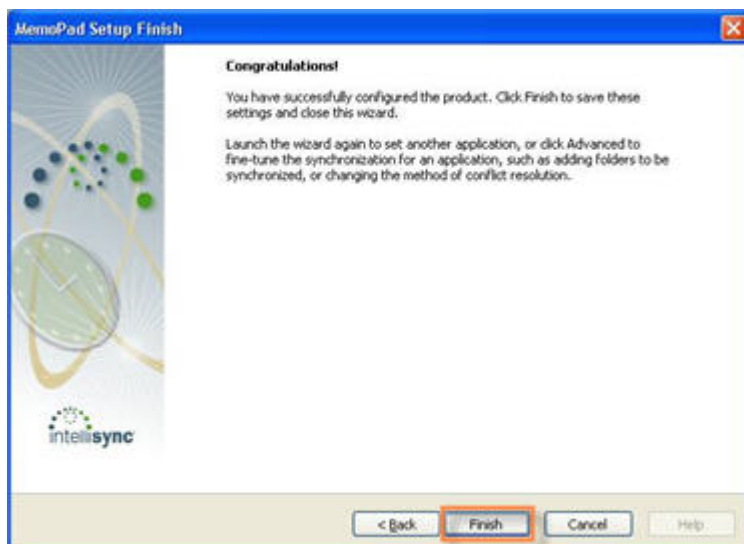 MemoPad Setup Finish
Congratulations!
You have successfully configured the product. Click Finish to save these
settings and close this wizard.
Launch the wizard again to set another application, or click Advanced to
fine-tune the synchronization for an application, such as adding folders to be
synchronized, or changing the method of conflict resolution.
intellisync
< Back Finish Cancel Help